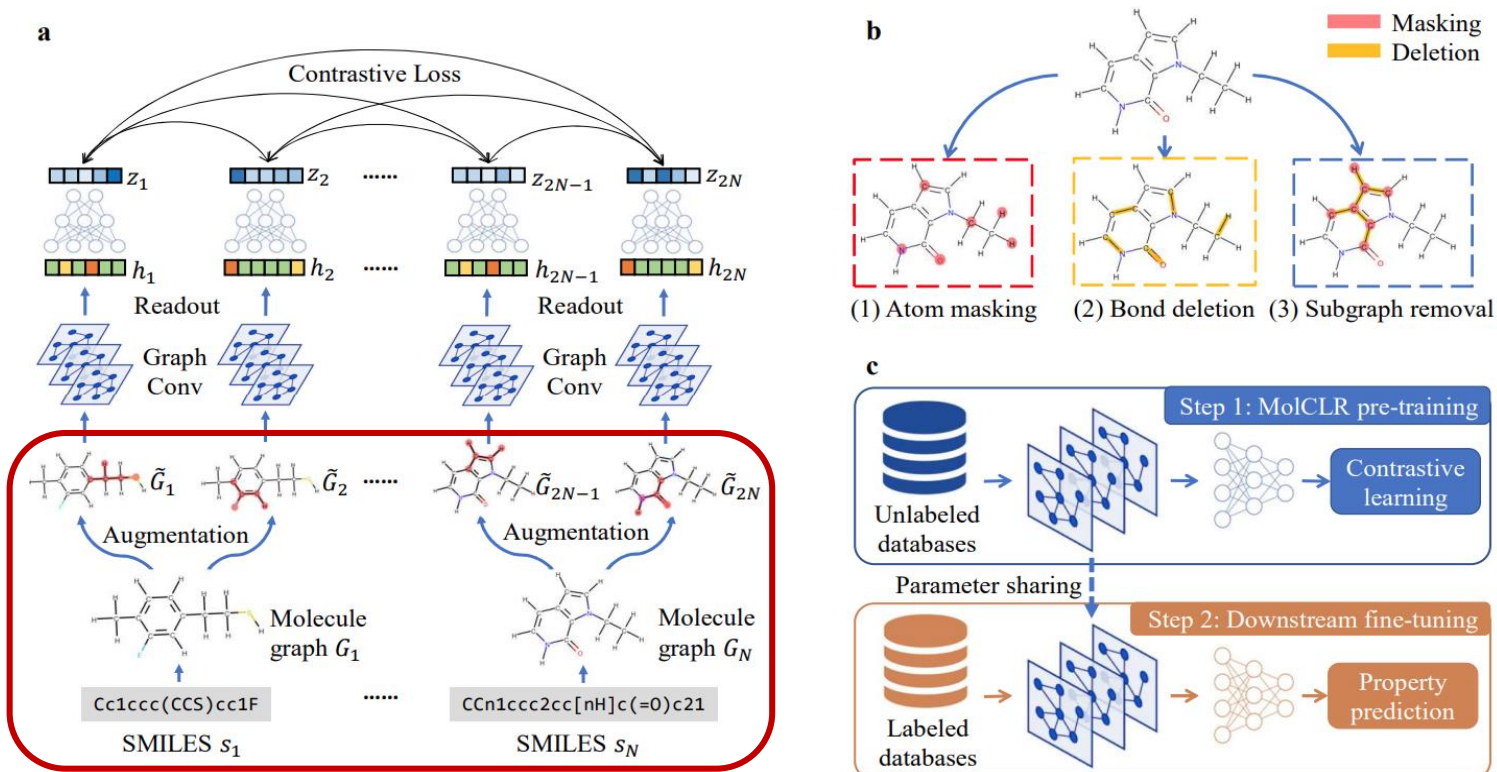 a
Contrastive Loss
z1 z2 ...... z2N−1 z2N
h1 h2 ...... h2N−1 h2N
Readout Readout
Graph Conv Graph Conv
G̃1 G̃2 ...... G̃2N−1 G̃2N
Augmentation Augmentation
Molecule graph G1 Molecule graph GN
Cc1ccc(CCS)cc1F ...... CCn1ccc2cc[nH]c(=O)c21
SMILES s1 SMILES sN
b
Masking
Deletion
(1) Atom masking (2) Bond deletion (3) Subgraph removal
c
Step 1: MolCLR pre-training
Unlabeled databases
Contrastive learning
Parameter sharing
Step 2: Downstream fine-tuning
Labeled databases
Property prediction